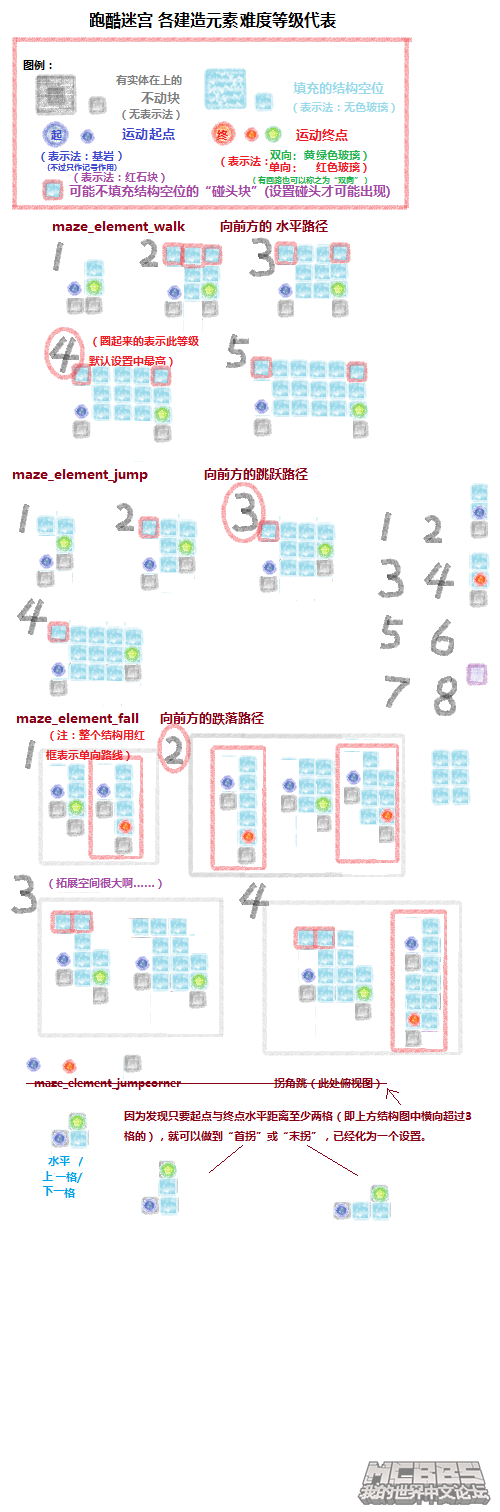 跑酷迷宫 各建造元素难度等级代表
图例：
有实体在上的
不动块
（无表示法）
填充的结构空位
（表示法：无色玻璃）
起
运动起点
（表示法：基岩）
（不过只作记号作用）
终
运动终点
（表示法：
双向：黄绿色玻璃）
单向： 红色玻璃）
（有回路也可以称之为“双向”）
（表示法：红石块）
可能不填充结构空位的“碰头块”（设置碰头才可能出现）
maze_element_walk 向前方的 水平路径
1 2 3
4
（圈起来的表示此等级
默认设置中最高）
5
maze_element_jump 向前方的跳跃路径
1 2 3
4
1 2
3 4
5 6
7 8
maze_element_fall 向前方的跌落路径
1
（注：整个结构用红
框表示单向路线）
2
3
（拓展空间很大啊......）
4
maze_element_jumpcorner 拐角跳（此处俯视图）
因为发现只要起点与终点水平距离至少两格（即上方结构图中横向超过3
格的），就可以做到“首拐”或“末拐”，已经化为一个设置。
水平 /
上一格/
下一格
MCBBS
我的世界中文论坛